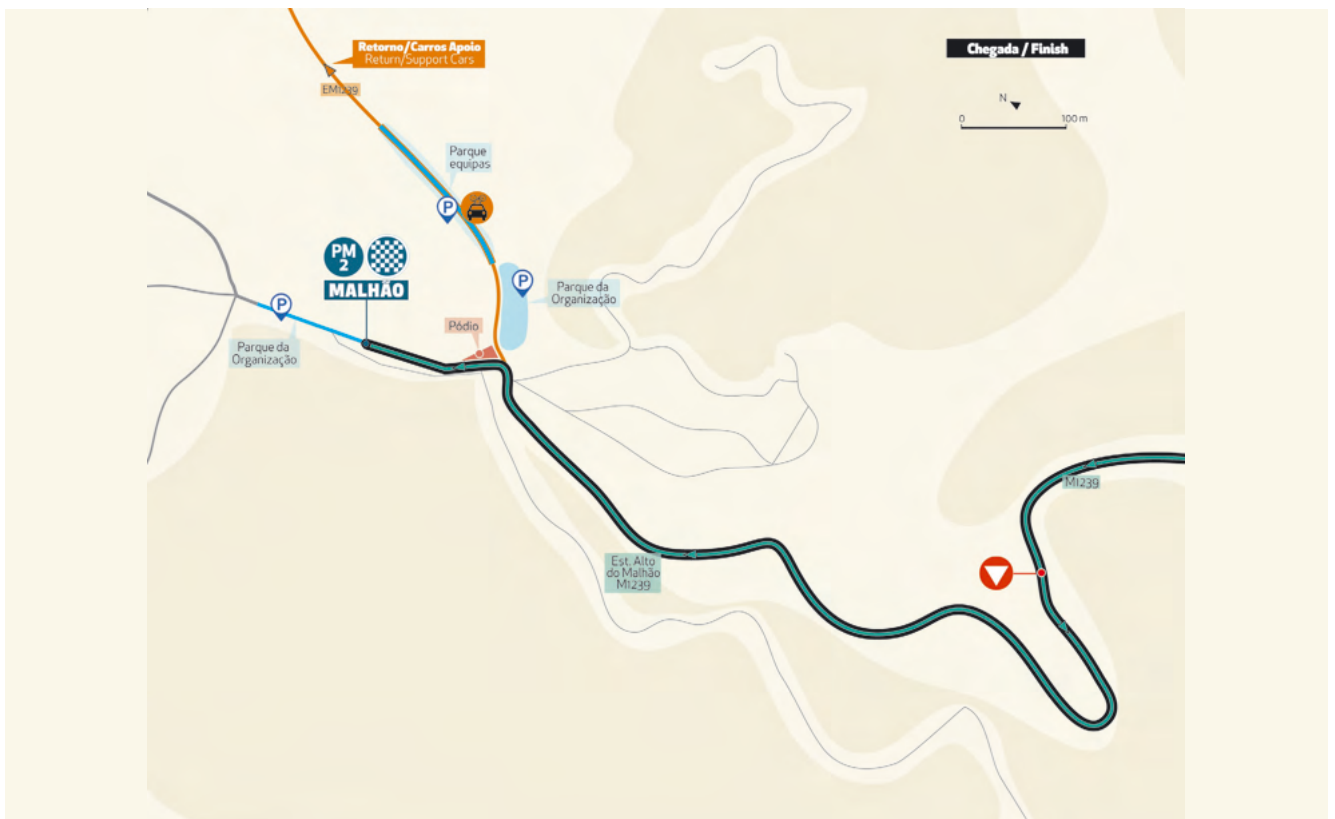 Retorno/Carros Apoio
Return/Support Cars
EM1239
Chegada / Finish
N
0
100 m
Parque
equipas
P
P
PM
2
MALHÃO
P
Parque da
Organização
Parque da
Organização
Pódio
M1239
Est. Alto
do Malhão
M1239